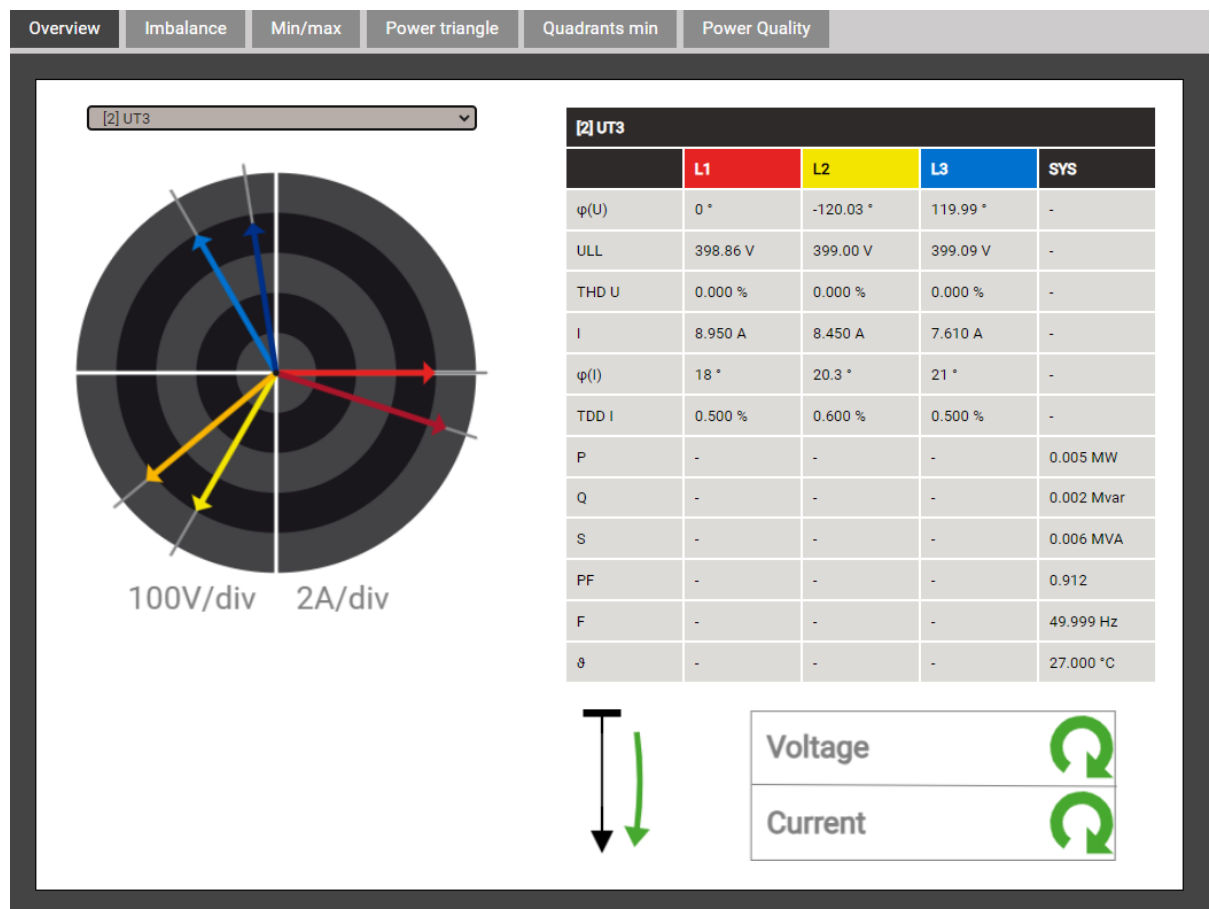 Overview Imbalance Min/max Power triangle Quadrants min Power Quality
[2] UT3
100V/div 2A/div
[2] UT3
L1 L2 L3 SYS
φ(U) 0 ° -120.03 ° 119.99 ° -
ULL 398.86 V 399.00 V 399.09 V -
THD U 0.000 % 0.000 % 0.000 % -
I 8.950 A 8.450 A 7.610 A -
φ(I) 18 ° 20.3 ° 21 ° -
TDD I 0.500 % 0.600 % 0.500 % -
P - - - 0.005 MW
Q - - - 0.002 Mvar
S - - - 0.006 MVA
PF - - - 0.912
F - - - 49.999 Hz
ϑ - - - 27.000 °C
Voltage
Current